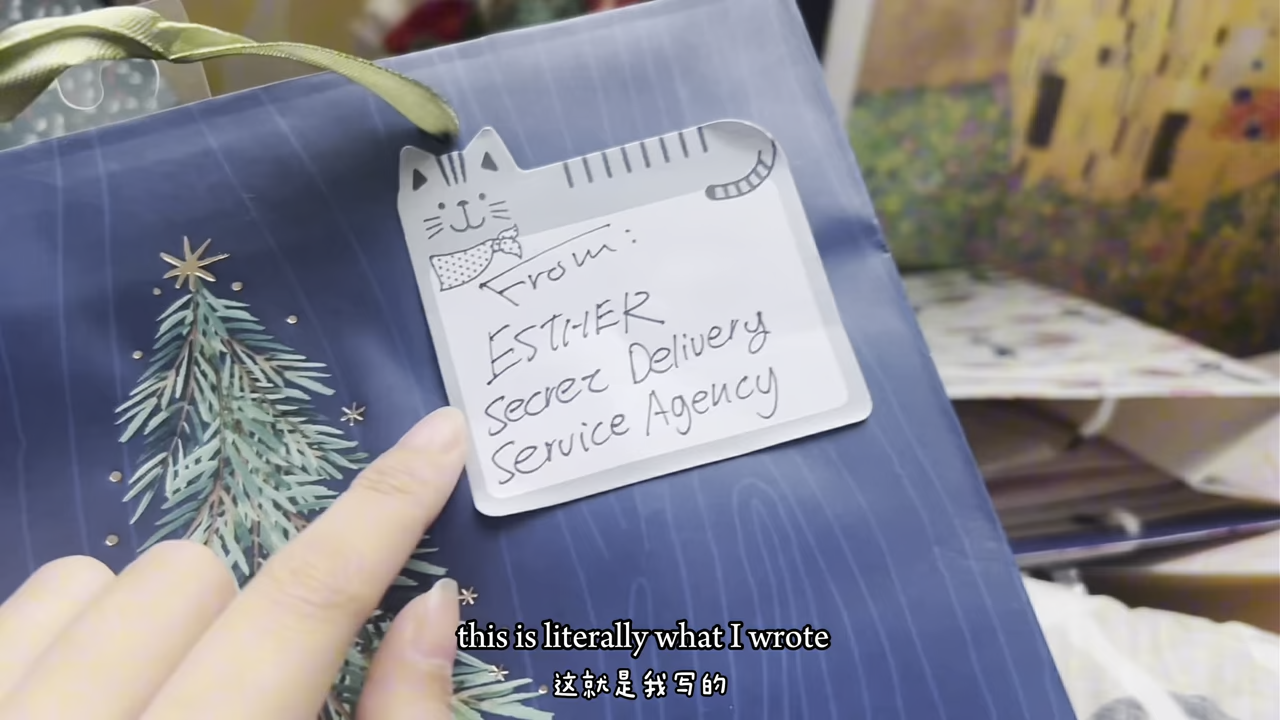 From:
ESTHER
Secret Delivery
Service Agency
this is literally what I wrote
这就是我写的